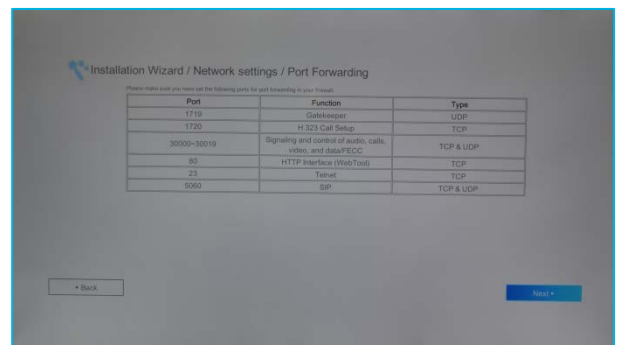 Installation Wizard / Network settings / Port Forwarding
Please make sure you have set the following ports for port forwarding in your firewall.
Port Function Type
1719 Gatekeeper UDP
1720 H.323 Call Setup TCP
30000~30019 Signaling and control of audio, calls, video, and data/FECC TCP & UDP
80 HTTP Interface (WebTool) TCP
23 Telnet TCP
5060 SIP TCP & UDP
Back
Next